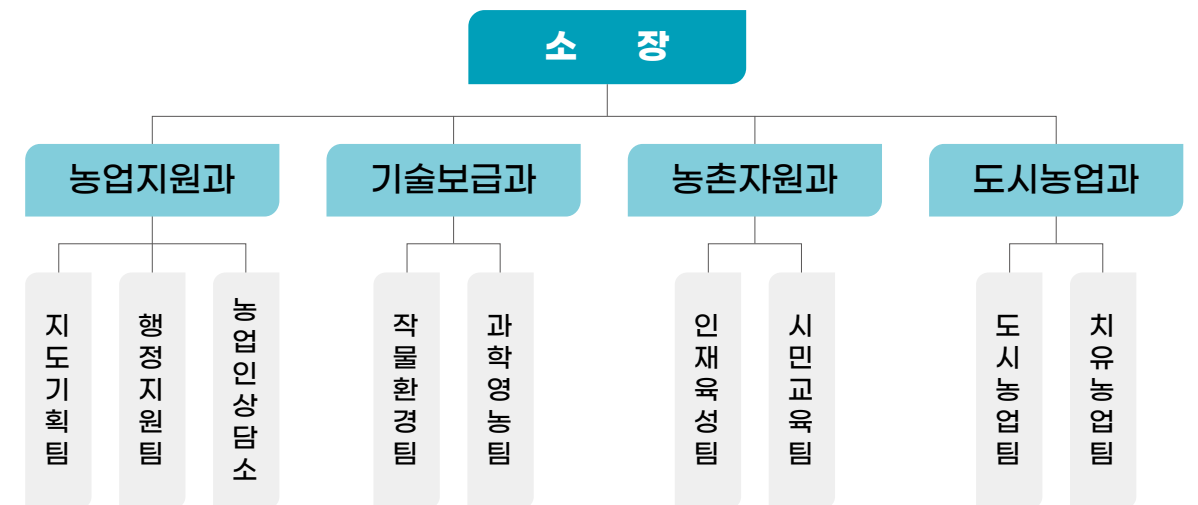 소 장
농업지원과
기술보급과
농촌자원과
도시농업과
지도기획팀
행정지원팀
농업인상담소
작물환경팀
과학영농팀
인재육성팀
시민교육팀
도시농업팀
치유농업팀